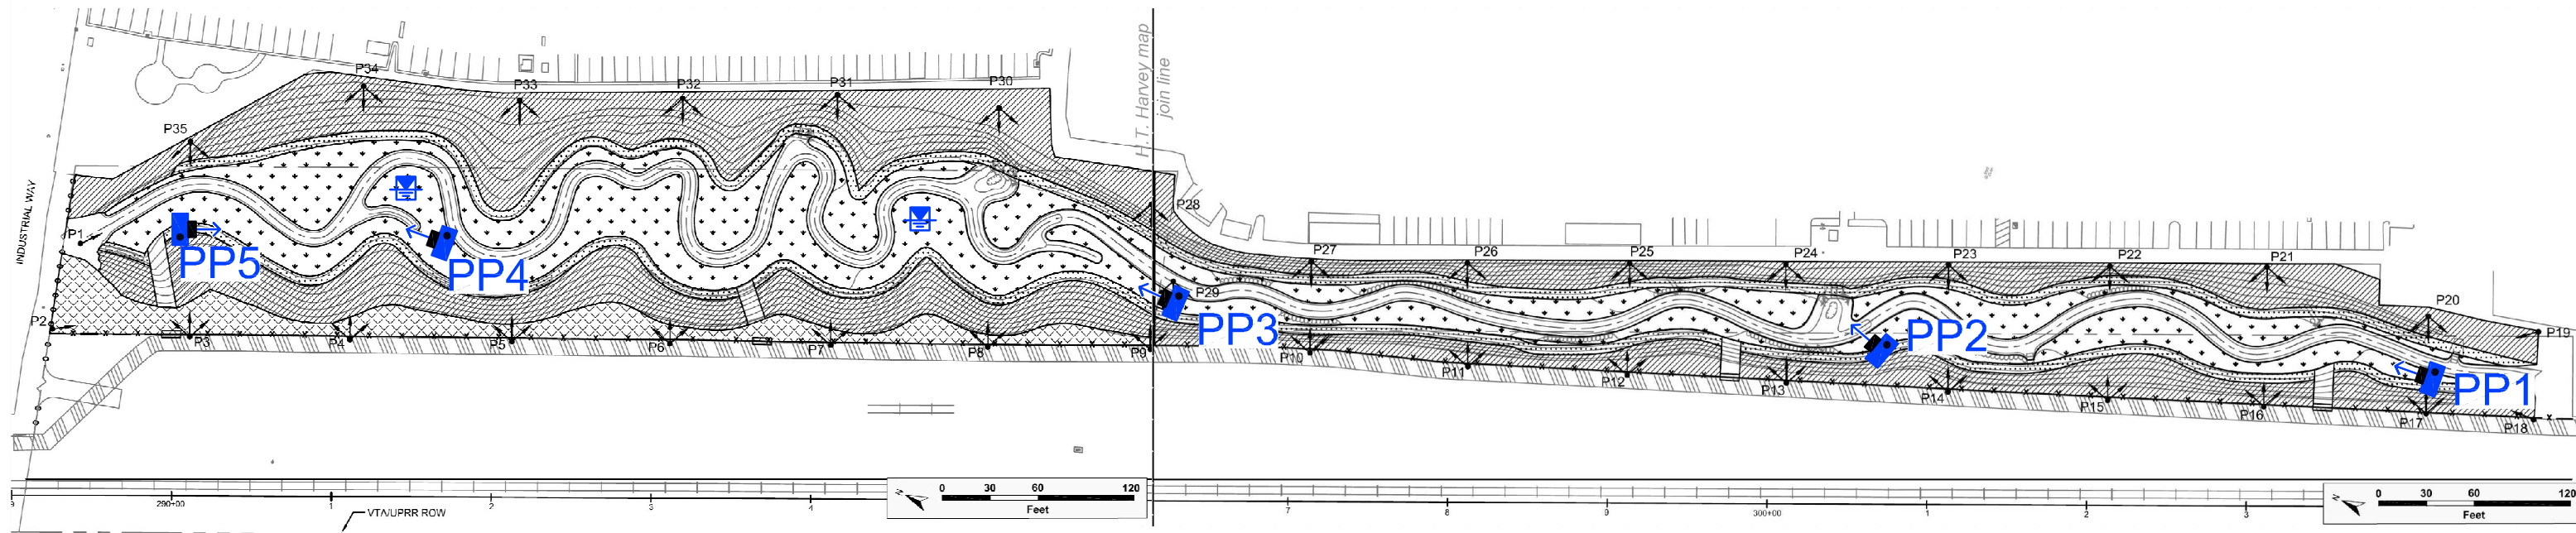 H.T. Harvey map
join line
P34
P33
P32
P31
P30
P35
P28
INDUSTRIAL WAY
P1
PP5
PP4
P29
PP3
P27
P26
P25
P24
P23
P22
P21
P20
P19
PP2
PP1
P2
P3
P4
P5
P6
P7
P8
P9
P10
P11
P12
P13
P14
P15
P16
P17
P18
9
290+00
1
2
3
4
7
8
9
300+00
1
2
3
VTA/UPRR ROW
N
0 30 60 120
Feet
N
0 30 60 120
Feet